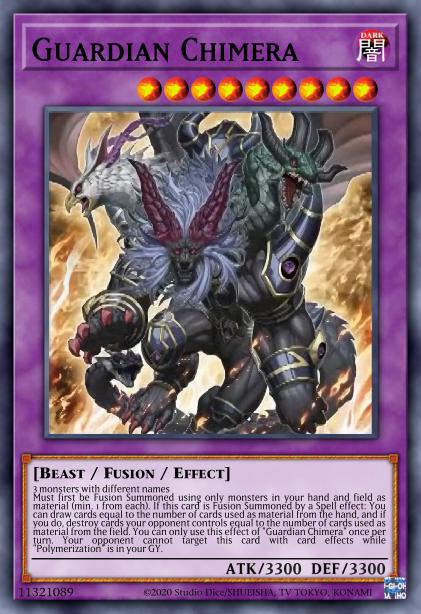 GUARDIAN CHIMERA
DARK
闇
[BEAST / FUSION / EFFECT]
3 monsters with different names
Must first be Fusion Summoned using only monsters in your hand and field as
material (min. 1 from each). If this card is Fusion Summoned by a Spell effect: You
can draw cards equal to the number of cards used as material from the hand, and if
you do, destroy cards your opponent controls equal to the number of cards used as
material from the field. You can only use this effect of "Guardian Chimera" once per
turn. Your opponent cannot target this card with card effects while
"Polymerization" is in your GY.
ATK/3300 DEF/3300
11321089
©2020 Studio Dice/SHUEISHA, TV TOKYO, KONAMI